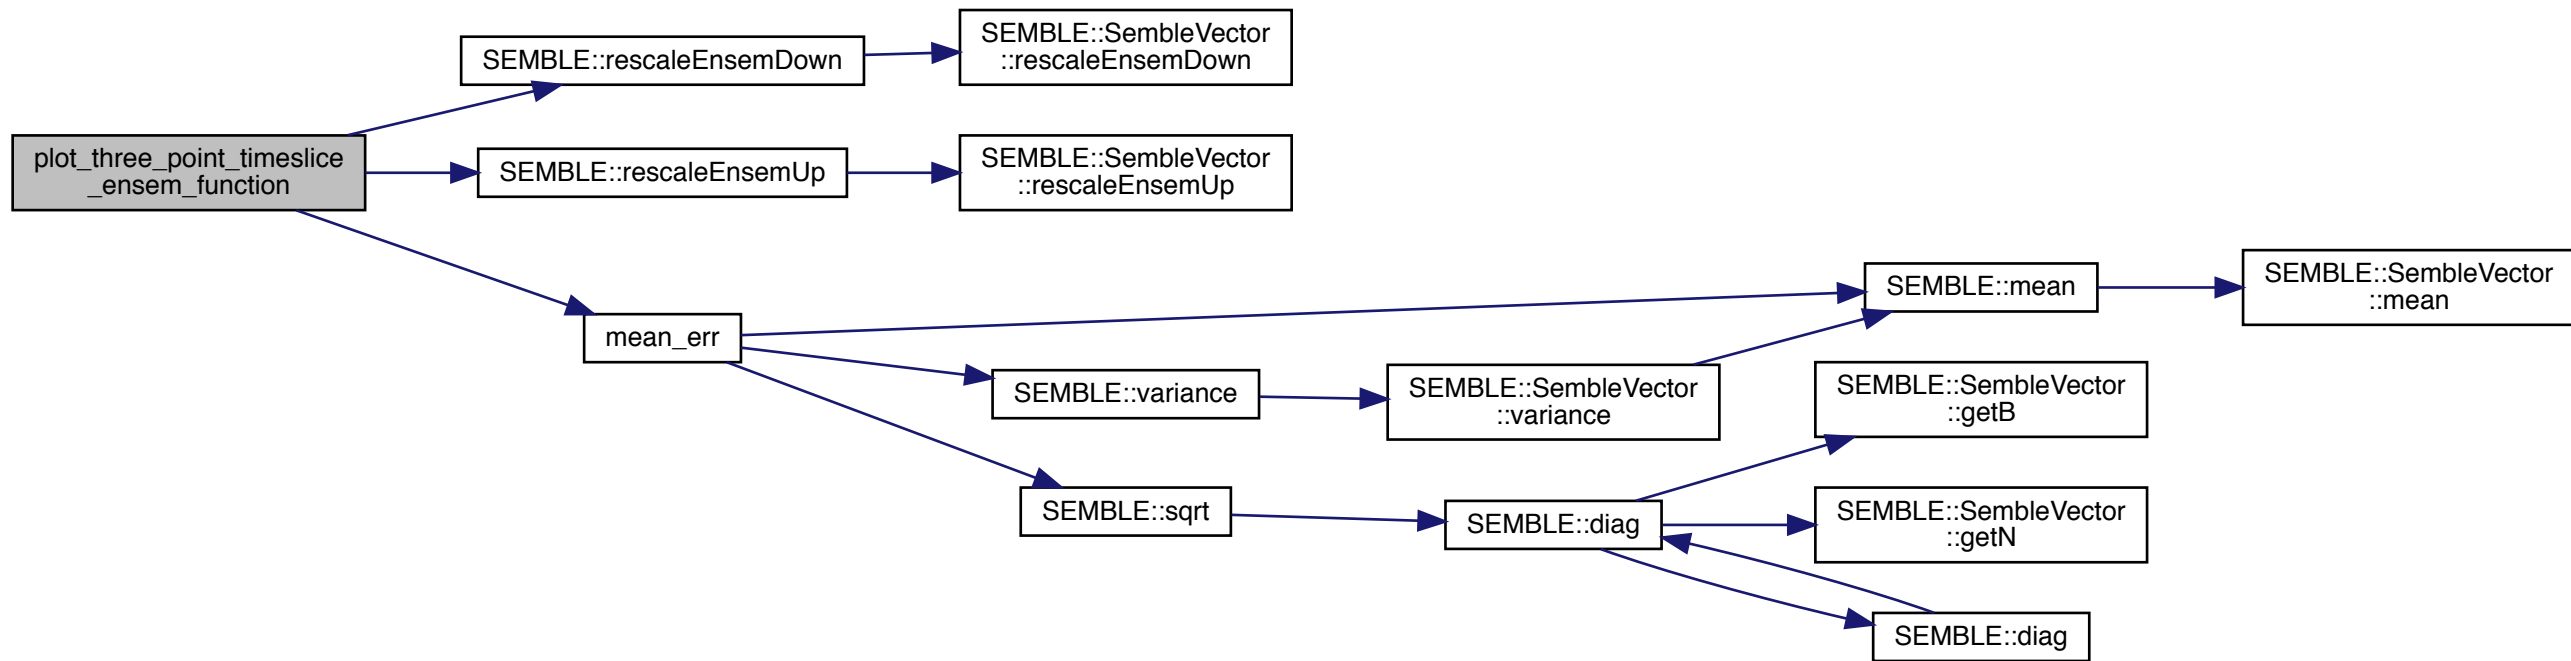 plot_three_point_timeslice
_ensem_function
SEMBLE::rescaleEnsemDown
SEMBLE::SembleVector
::rescaleEnsemDown
SEMBLE::rescaleEnsemUp
SEMBLE::SembleVector
::rescaleEnsemUp
mean_err
SEMBLE::mean
SEMBLE::SembleVector
::mean
SEMBLE::variance
SEMBLE::SembleVector
::variance
SEMBLE::sqrt
SEMBLE::diag
SEMBLE::SembleVector
::getB
SEMBLE::SembleVector
::getN
SEMBLE::diag